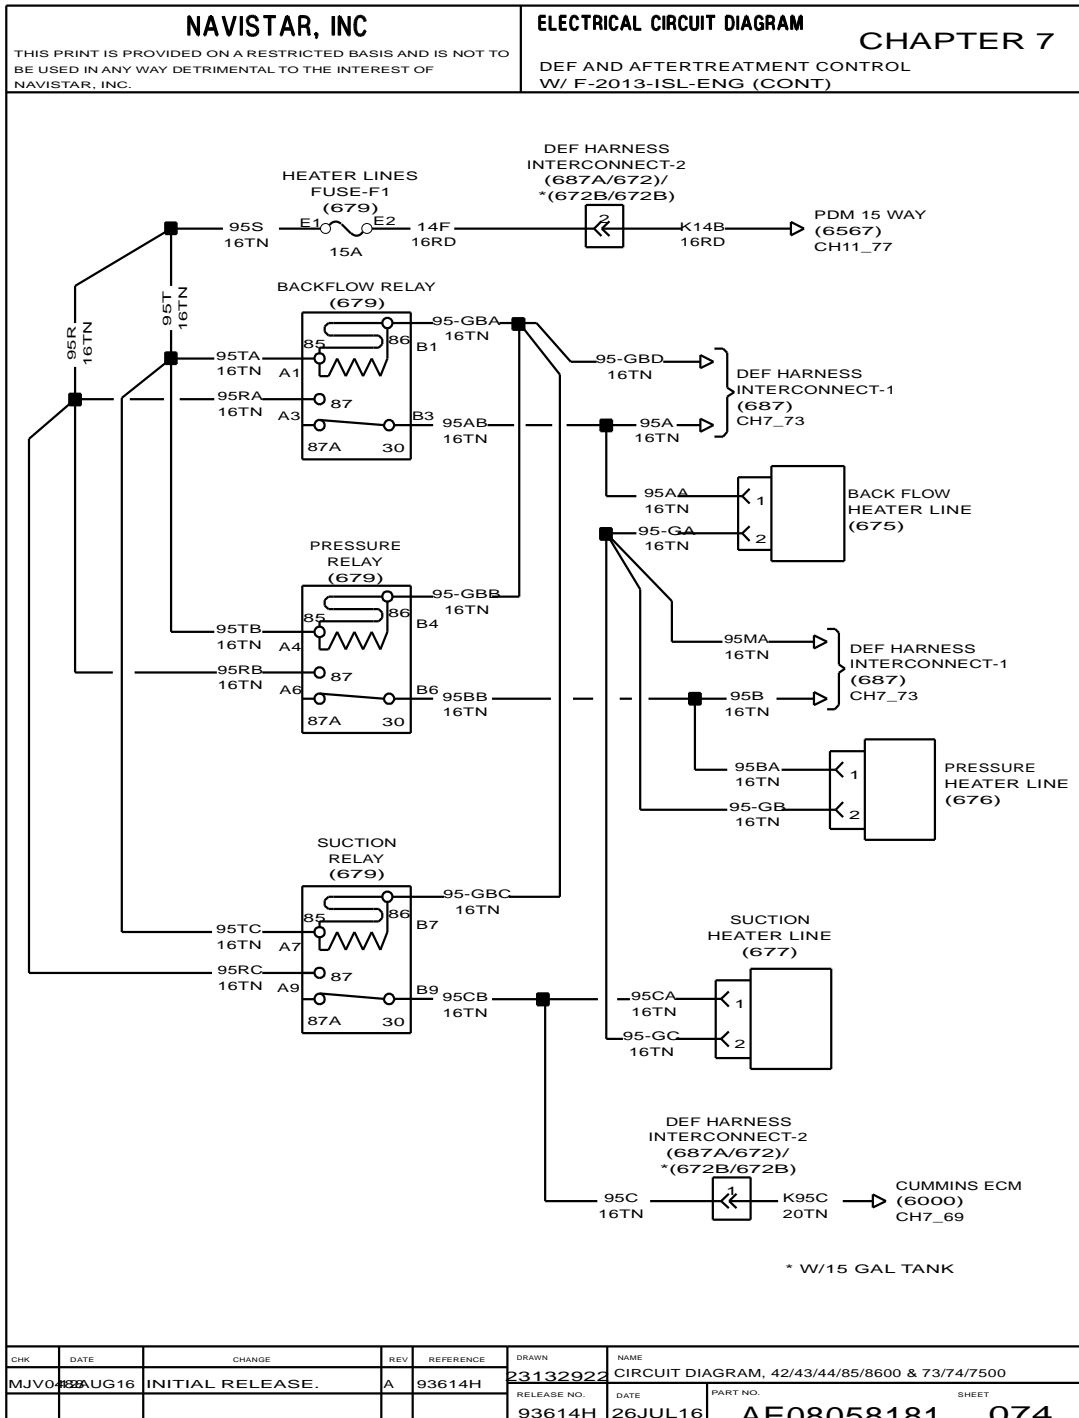 NAVISTAR, INC
THIS PRINT IS PROVIDED ON A RESTRICTED BASIS AND IS NOT TO
BE USED IN ANY WAY DETRIMENTAL TO THE INTEREST OF
NAVISTAR, INC.
ELECTRICAL CIRCUIT DIAGRAM
CHAPTER 7
DEF AND AFTERTREATMENT CONTROL
W/ F-2013-ISL-ENG (CONT)
DEF HARNESS
INTERCONNECT-2
(687A/672)/
*(672B/672B)
HEATER LINES
FUSE-F1
(679)
95S
16TN
E1
E2
15A
14F
16RD
2
K14B
16RD
PDM 15 WAY
(6567)
CH11_77
95R
16TN
95T
16TN
BACKFLOW RELAY
(679)
85
86
95-GBA
16TN
B1
95TA
16TN
A1
95RA
16TN
A3
87
87A
30
B3
95AB
16TN
95-GBD
16TN
95A
16TN
DEF HARNESS
INTERCONNECT-1
(687)
CH7_73
95AA
16TN
1
95-GA
16TN
2
BACK FLOW
HEATER LINE
(675)
PRESSURE
RELAY
(679)
85
86
95-GBB
16TN
B4
95TB
16TN
A4
95RB
16TN
A6
87
87A
30
B6
95BB
16TN
95MA
16TN
95B
16TN
DEF HARNESS
INTERCONNECT-1
(687)
CH7_73
95BA
16TN
1
95-GB
16TN
2
PRESSURE
HEATER LINE
(676)
SUCTION
RELAY
(679)
85
86
95-GBC
16TN
B7
95TC
16TN
A7
95RC
16TN
A9
87
87A
30
B9
95CB
16TN
SUCTION
HEATER LINE
(677)
95CA
16TN
1
95-GC
16TN
2
DEF HARNESS
INTERCONNECT-2
(687A/672)/
*(672B/672B)
95C
16TN
1
K95C
20TN
CUMMINS ECM
(6000)
CH7_69
* W/15 GAL TANK
CHK DATE CHANGE REV REFERENCE
AUG16 INITIAL RELEASE. A 93614H
DRAWN
23132922
NAME
CIRCUIT DIAGRAM, 42/43/44/85/8600 & 73/74/7500
RELEASE NO.
93614H
DATE
26JUL16
PART NO.
AF08058181
SHEET
074